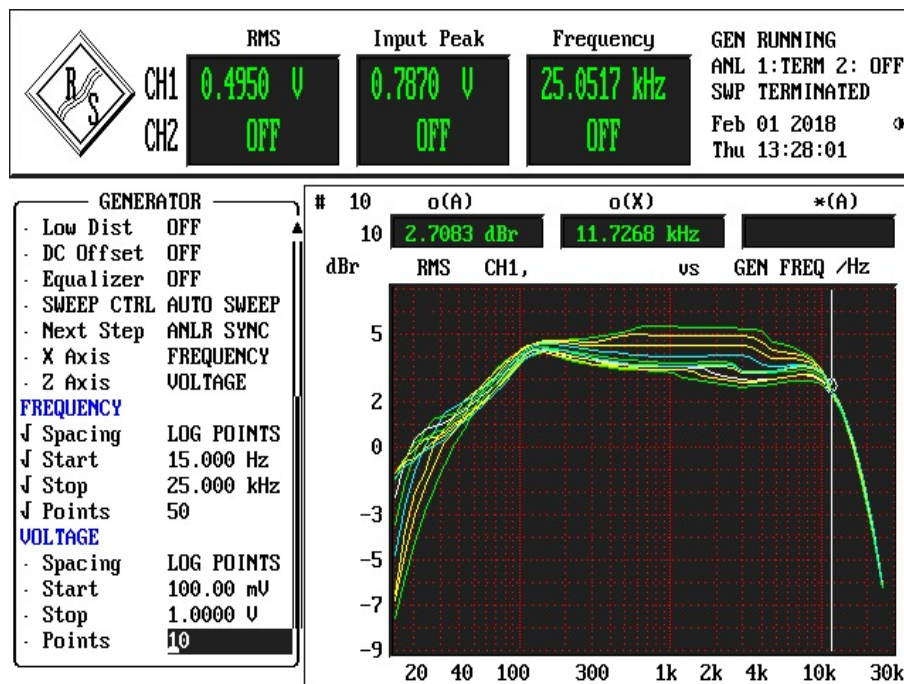 RMS Input Peak Frequency GEN RUNNING
ANL 1:TERM 2: OFF
R S CH1 0.4950 V 0.7870 V 25.0517 kHz SWP TERMINATED
CH2 OFF OFF OFF Feb 01 2018
Thu 13:28:01
GENERATOR
· Low Dist OFF
· DC Offset OFF
· Equalizer OFF
· SWEEP CTRL AUTO SWEEP
· Next Step ANLR SYNC
· X Axis FREQUENCY
· Z Axis VOLTAGE
FREQUENCY
√ Spacing LOG POINTS
√ Start 15.000 Hz
√ Stop 25.000 kHz
√ Points 50
VOLTAGE
· Spacing LOG POINTS
· Start 100.00 mV
· Stop 1.0000 V
· Points 10
# 10 o(A) o(X) *(A)
10 2.7083 dBr 11.7268 kHz
dBr RMS CH1, vs GEN FREQ /Hz
5
2
0
-3
-5
-7
-9
20 40 100 300 1k 2k 4k 10k 30k